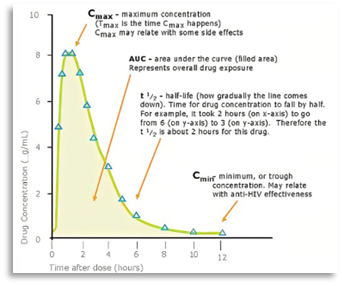 Cmax - maximum concentration
(Tmax is the time Cmax happens)
Cmax may relate with some side effects
AUC - area under the curve (filled area)
Represents overall drug exposure
t 1/2 - half-life (how gradually the line comes
down). Time for drug concentration to fall by half.
For example, it took 2 hours (on x-axis) to go
from 6 (on y-axis) to 3 (on y-axis). Therefore the
t 1/2 is about 2 hours for this drug.
Cmin- minimum, or trough
concentration. May relate
with anti-HIV effectiveness
Drug Concentration (.g/mL)
10
8
6
4
2
0
0
2
4
6
8
10
12
Time after dose (hours)